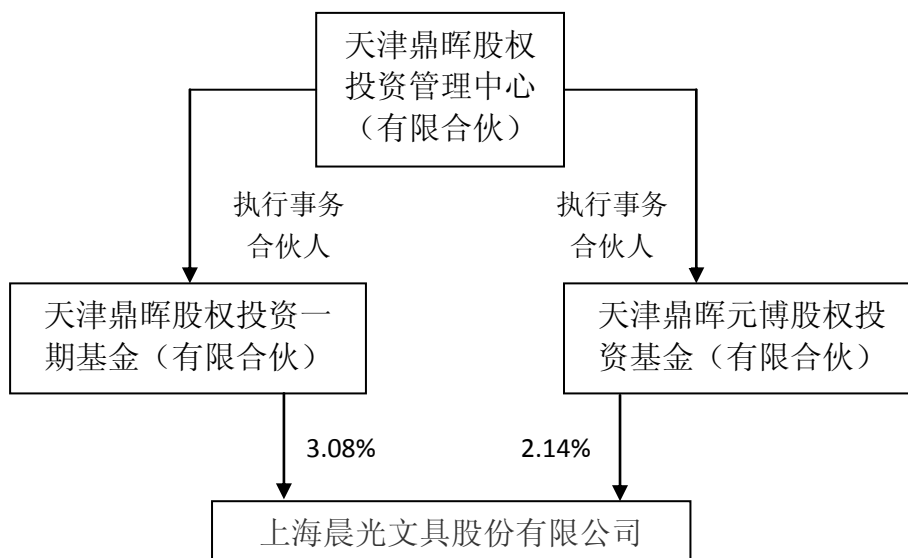 天津鼎晖股权
投资管理中心
（有限合伙）
执行事务
合伙人
执行事务
合伙人
天津鼎晖股权投资一
期基金（有限合伙）
天津鼎晖元博股权投
资基金（有限合伙）
3.08%
2.14%
上海晨光文具股份有限公司